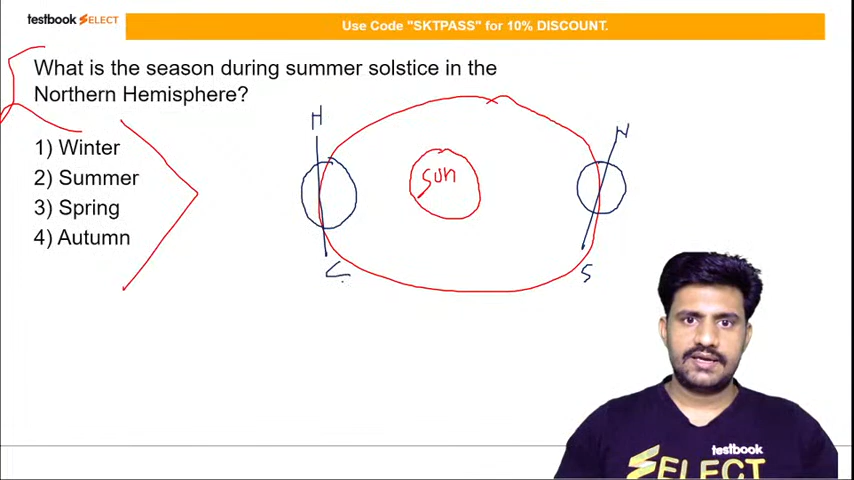 testbook SELECT
Use Code "SKTPASS" for 10% DISCOUNT.
What is the season during summer solstice in the
Northern Hemisphere?
1) Winter
2) Summer
3) Spring
4) Autumn
N
N
sun
S
S
testbook
SELECT